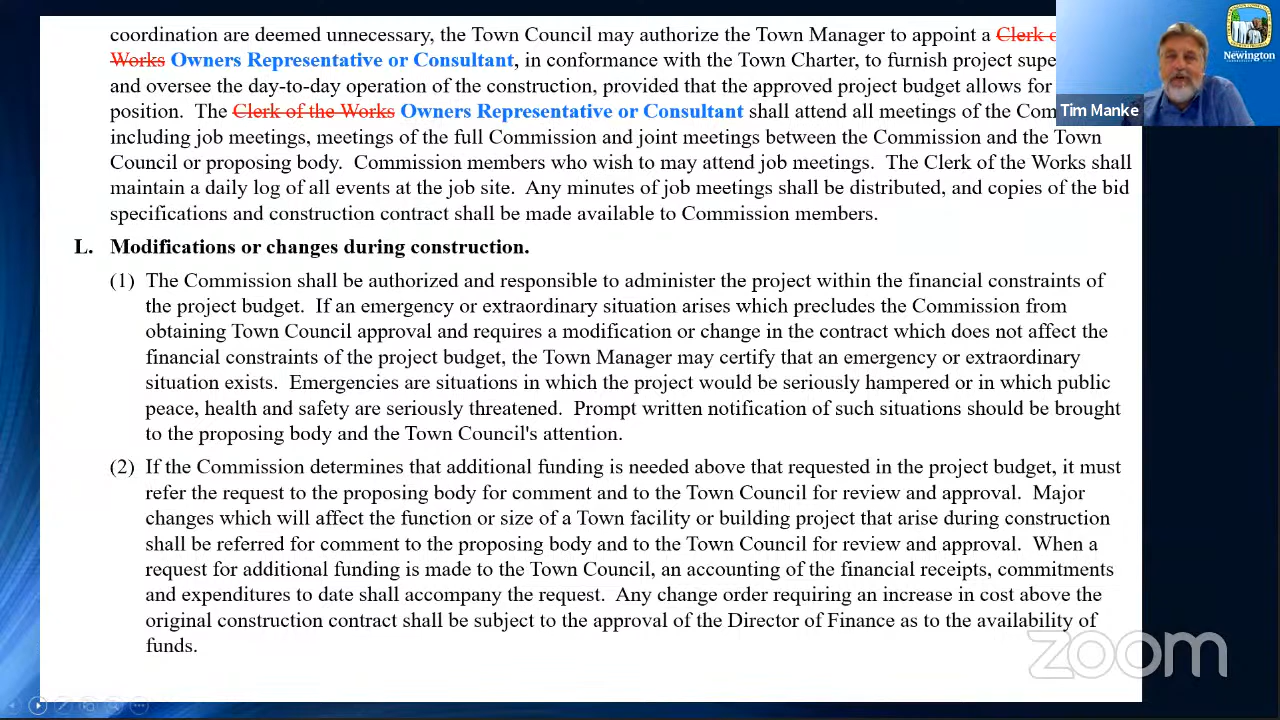 coordination are deemed unnecessary, the Town Council may authorize the Town Manager to appoint a Clerk o
Works Owners Representative or Consultant, in conformance with the Town Charter, to furnish project supe
and oversee the day-to-day operation of the construction, provided that the approved project budget allows for
position. The Clerk of the Works Owners Representative or Consultant shall attend all meetings of the Com
including job meetings, meetings of the full Commission and joint meetings between the Commission and the Town
Council or proposing body. Commission members who wish to may attend job meetings. The Clerk of the Works shall
maintain a daily log of all events at the job site. Any minutes of job meetings shall be distributed, and copies of the bid
specifications and construction contract shall be made available to Commission members.
L. Modifications or changes during construction.
(1) The Commission shall be authorized and responsible to administer the project within the financial constraints of
the project budget. If an emergency or extraordinary situation arises which precludes the Commission from
obtaining Town Council approval and requires a modification or change in the contract which does not affect the
financial constraints of the project budget, the Town Manager may certify that an emergency or extraordinary
situation exists. Emergencies are situations in which the project would be seriously hampered or in which public
peace, health and safety are seriously threatened. Prompt written notification of such situations should be brought
to the proposing body and the Town Council's attention.
(2) If the Commission determines that additional funding is needed above that requested in the project budget, it must
refer the request to the proposing body for comment and to the Town Council for review and approval. Major
changes which will affect the function or size of a Town facility or building project that arise during construction
shall be referred for comment to the proposing body and to the Town Council for review and approval. When a
request for additional funding is made to the Town Council, an accounting of the financial receipts, commitments
and expenditures to date shall accompany the request. Any change order requiring an increase in cost above the
original construction contract shall be subject to the approval of the Director of Finance as to the availability of
funds.
Newington
Tim Manke
zoom